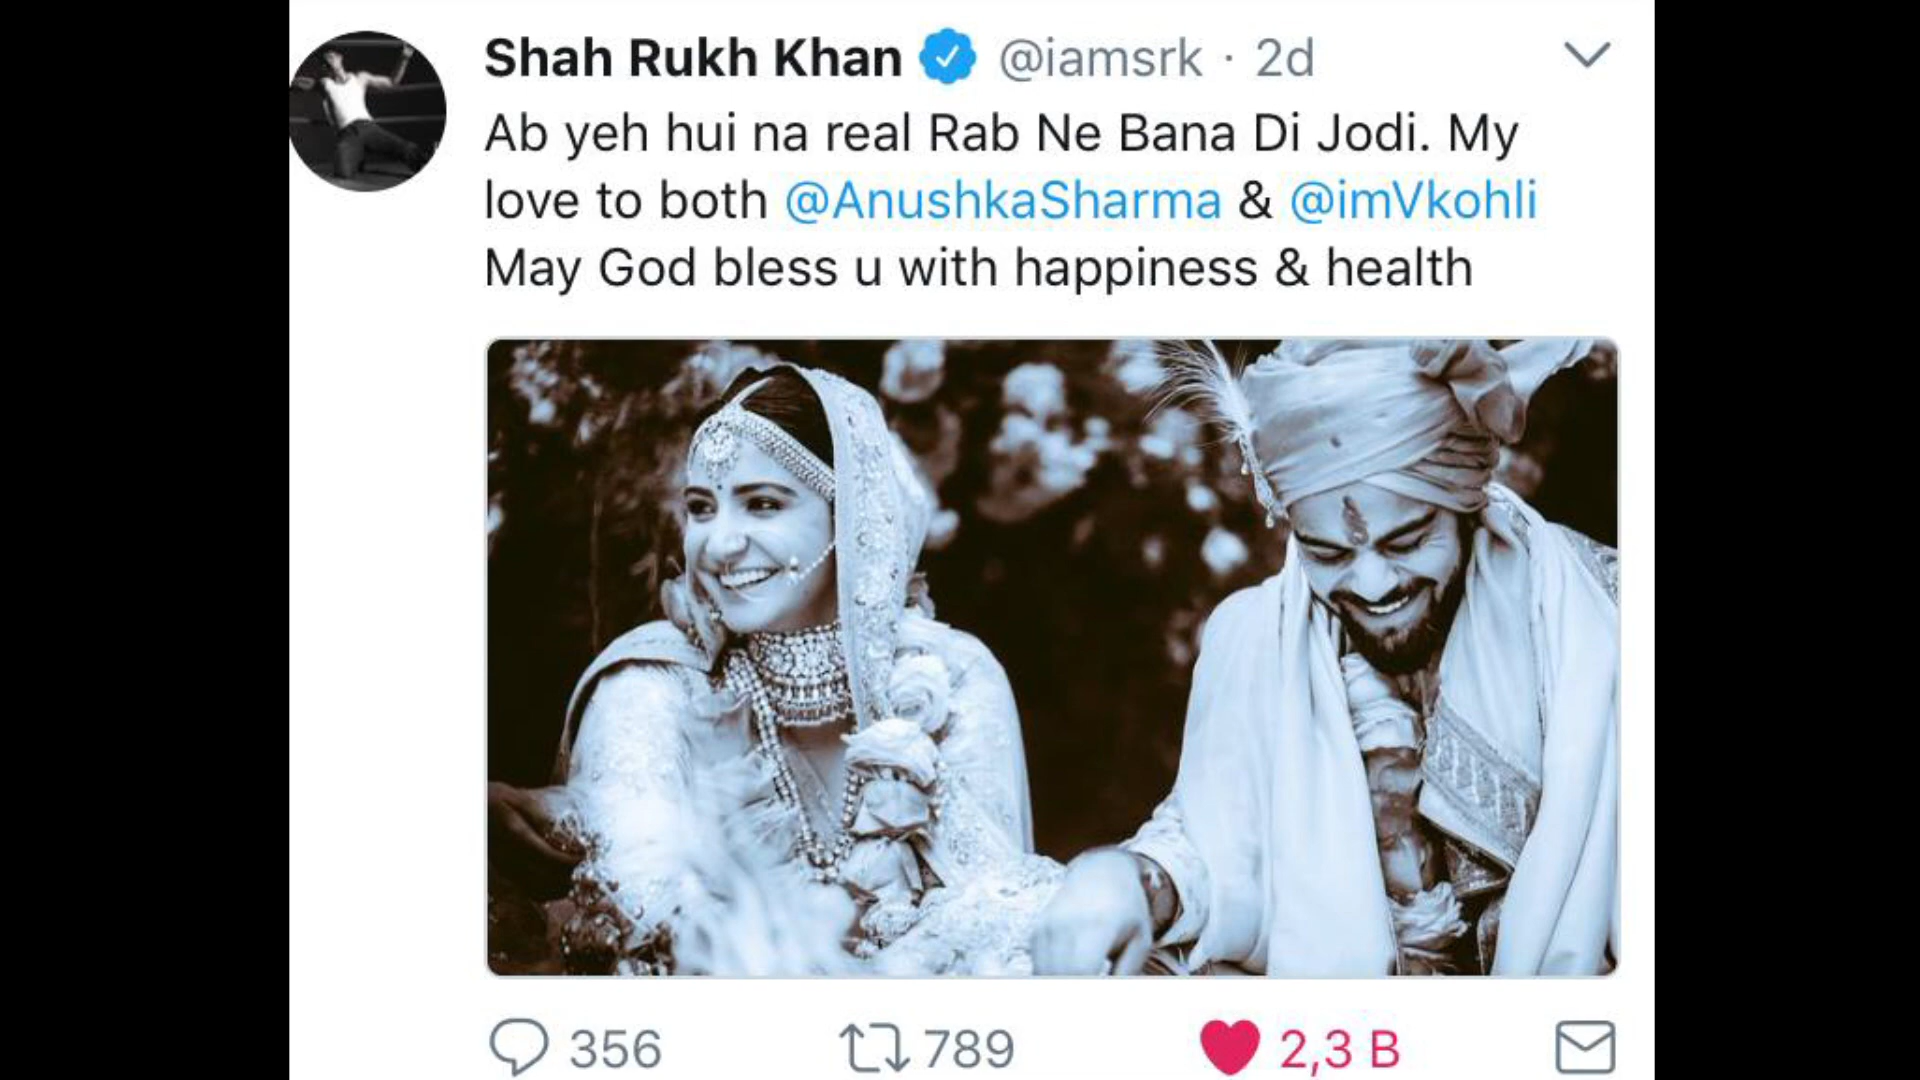 Shah Rukh Khan @iamsrk · 2d
Ab yeh hui na real Rab Ne Bana Di Jodi. My
love to both @AnushkaSharma & @imVkohli
May God bless u with happiness & health
356 789 2,3 B